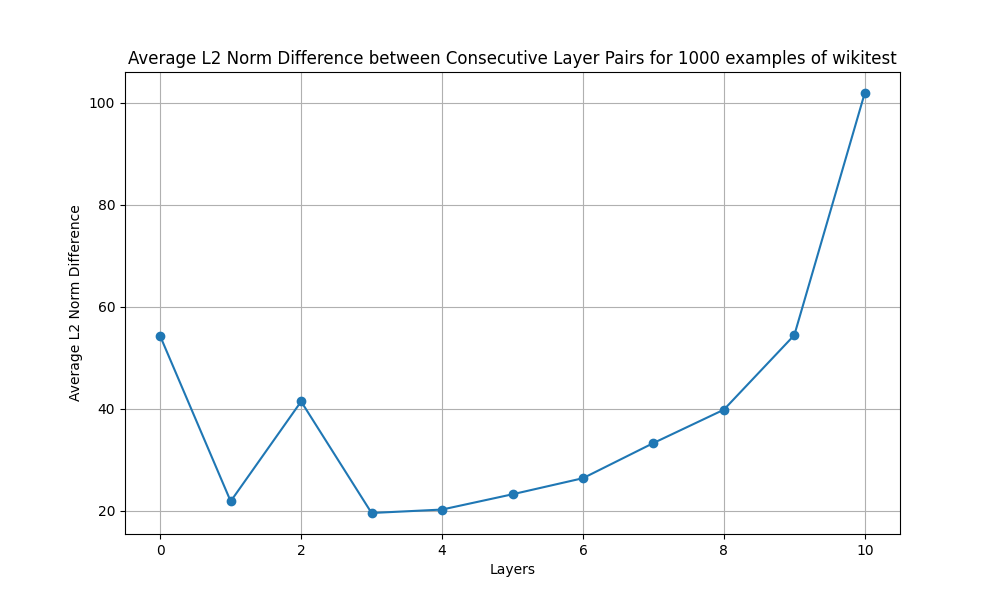 Average L2 Norm Difference between Consecutive Layer Pairs for 1000 examples of wikitest
100
80
60
40
20
Average L2 Norm Difference
0 2 4 6 8 10
Layers